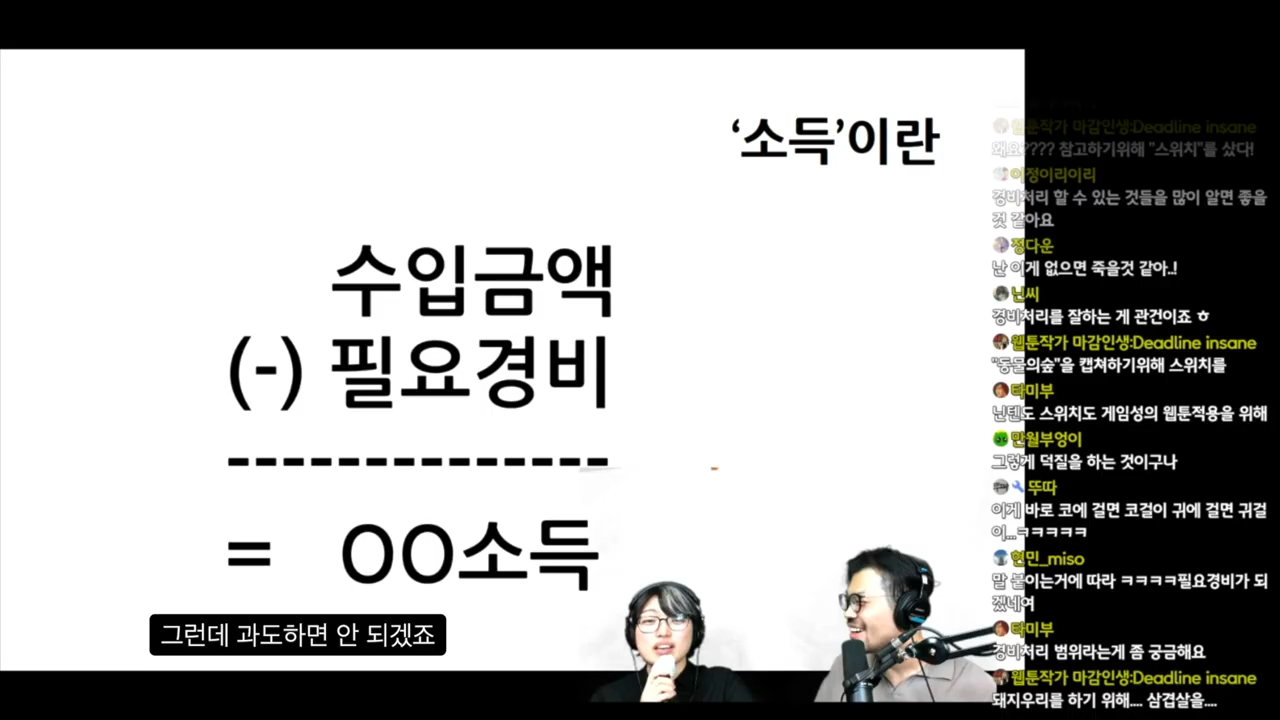 ‘소득’이란
수입금액
(-) 필요경비
--------------
= OO소득
그런데 과도하면 안 되겠죠
웹툰작가 마감인생:Deadline insane
왜요???? 참고하기위해 "스위치"를 샀다!
이정이리이리
경비처리 할 수 있는 것들을 많이 알면 좋을
것 같아요
정다운
난 이게 없으면 죽을것 같아..!
닌씨
경비처리를 잘하는 게 관건이죠 ㅎ
웹툰작가 마감인생:Deadline insane
"동물의숲"을 캡쳐하기위해 스위치를
타미부
닌텐도 스위치도 게임성의 웹툰적용을 위해
만월부엉이
그렇게 덕질을 하는 것이구나
뚜따
이게 바로 코에 걸면 코걸이 귀에 걸면 귀걸
이...ㅋㅋㅋㅋㅋ
현민_miso
말 붙이는거에 따라 ㅋㅋㅋㅋ필요경비가 되
겠네여
타미부
경비처리 범위라는게 좀 궁금해요
웹툰작가 마감인생:Deadline insane
돼지우리를 하기 위해.... 삼겹살을....